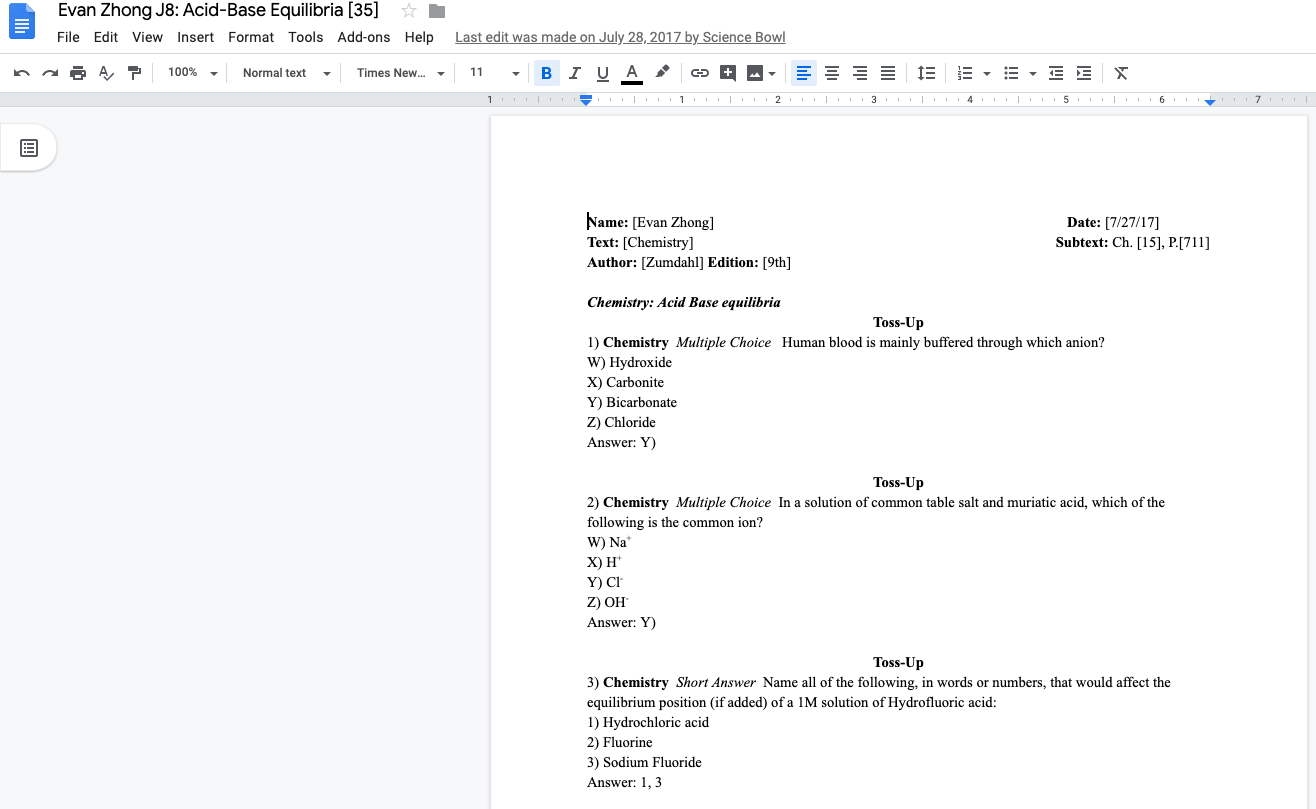 Evan Zhong J8: Acid-Base Equilibria [35]
File Edit View Insert Format Tools Add-ons Help Last edit was made on July 28, 2017 by Science Bowl
100% Normal text Times New... 11 B I U A
1 1 2 3 4 5 6 7
Name: [Evan Zhong] Date: [7/27/17]
Text: [Chemistry] Subtext: Ch. [15], P.[711]
Author: [Zumdahl] Edition: [9th]
Chemistry: Acid Base equilibria
Toss-Up
1) Chemistry Multiple Choice Human blood is mainly buffered through which anion?
W) Hydroxide
X) Carbonite
Y) Bicarbonate
Z) Chloride
Answer: Y)
Toss-Up
2) Chemistry Multiple Choice In a solution of common table salt and muriatic acid, which of the
following is the common ion?
W) Na⁺
X) H⁺
Y) Cl⁻
Z) OH⁻
Answer: Y)
Toss-Up
3) Chemistry Short Answer Name all of the following, in words or numbers, that would affect the
equilibrium position (if added) of a 1M solution of Hydrofluoric acid:
1) Hydrochloric acid
2) Fluorine
3) Sodium Fluoride
Answer: 1, 3